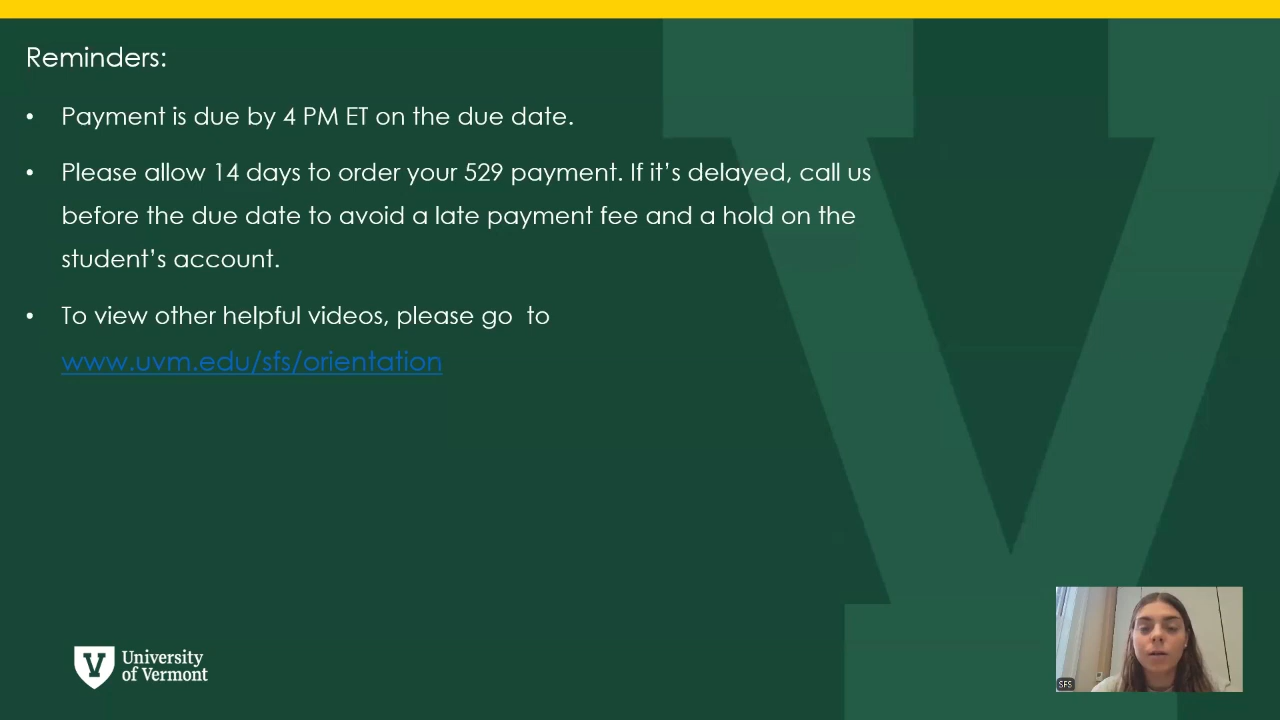 Reminders:
• Payment is due by 4 PM ET on the due date.
• Please allow 14 days to order your 529 payment. If it's delayed, call us
before the due date to avoid a late payment fee and a hold on the
student's account.
• To view other helpful videos, please go  to
www.uvm.edu/sfs/orientation
V University
of Vermont
SFS